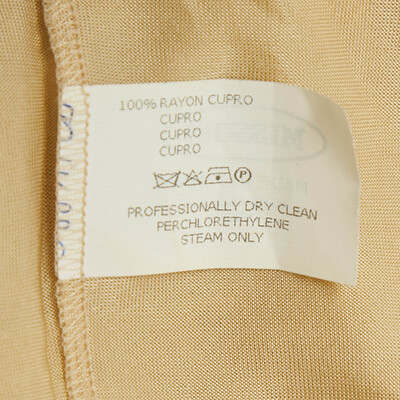 100% RAYON CUPRO
CUPRO
CUPRO
CUPRO
P
PROFESSIONALLY DRY CLEAN
PERCHLORETHYLENE
STEAM ONLY